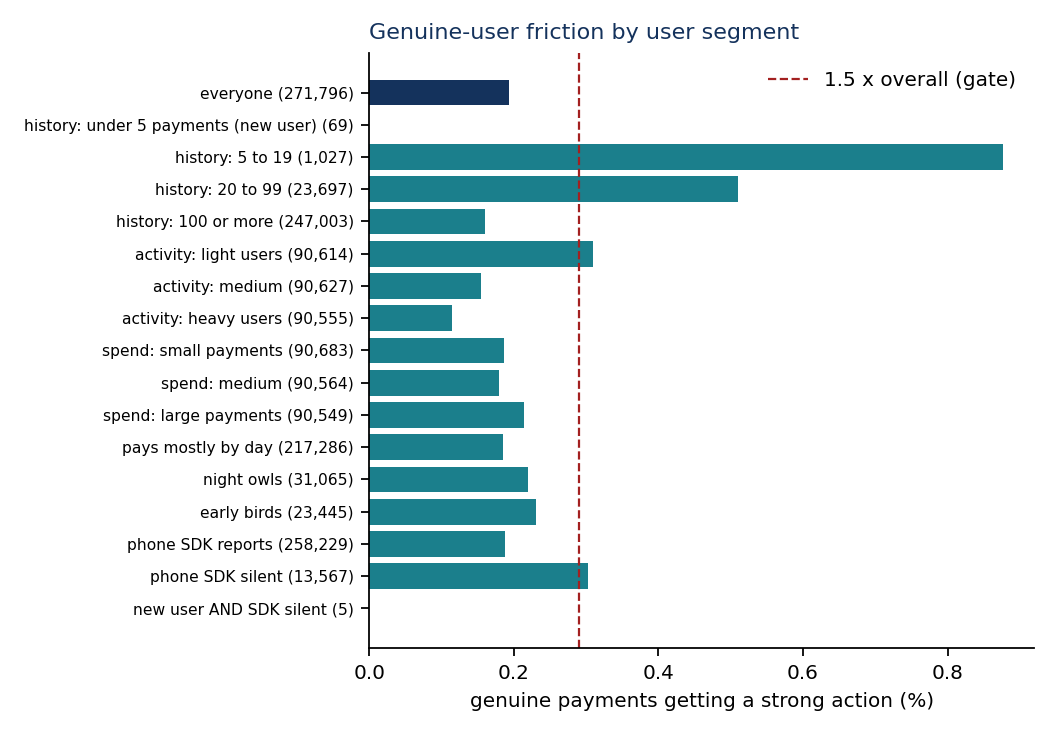 Genuine-user friction by user segment
1.5 x overall (gate)
everyone (271,796)
history: under 5 payments (new user) (69)
history: 5 to 19 (1,027)
history: 20 to 99 (23,697)
history: 100 or more (247,003)
activity: light users (90,614)
activity: medium (90,627)
activity: heavy users (90,555)
spend: small payments (90,683)
spend: medium (90,564)
spend: large payments (90,549)
pays mostly by day (217,286)
night owls (31,065)
early birds (23,445)
phone SDK reports (258,229)
phone SDK silent (13,567)
new user AND SDK silent (5)
0.0 0.2 0.4 0.6 0.8
genuine payments getting a strong action (%)